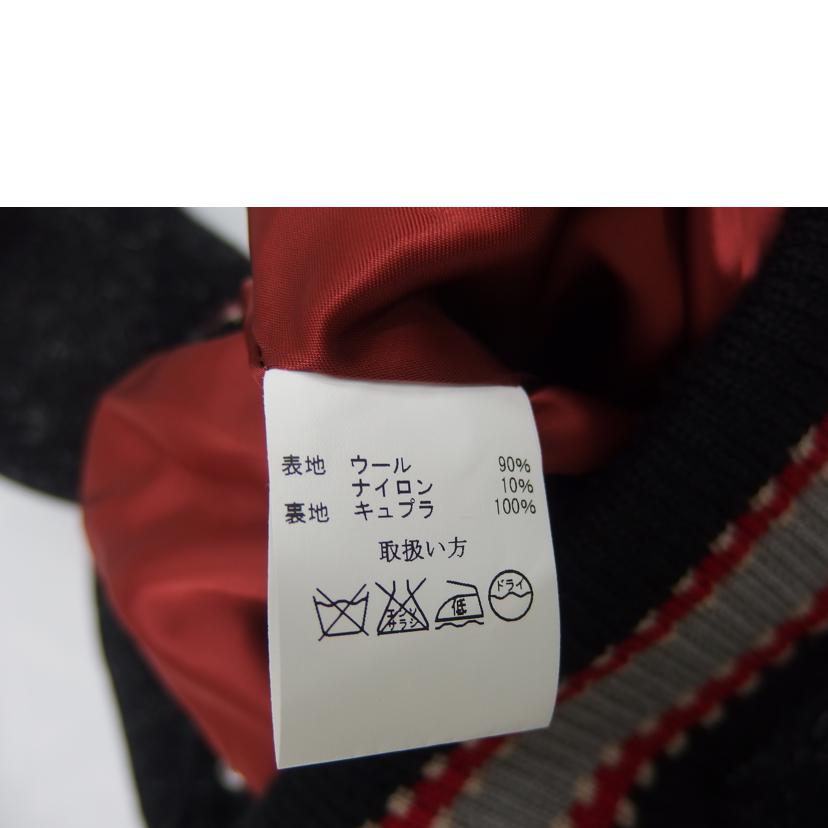 表地 ウール 90%
ナイロン 10%
裏地 キュプラ 100%
取扱い方
エンソ
サラシ
低
ドライ